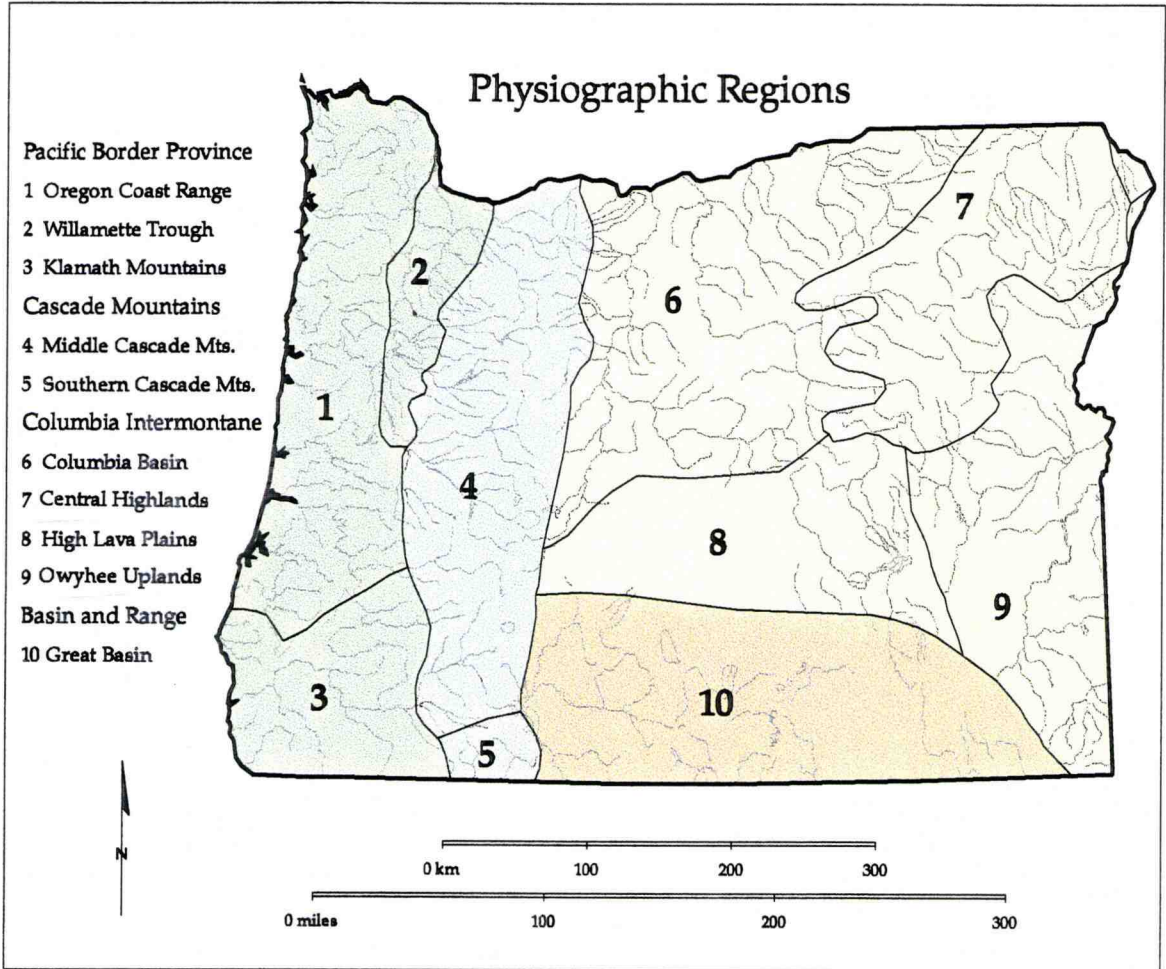 Physiographic Regions
Pacific Border Province
1 Oregon Coast Range
2 Willamette Trough
3 Klamath Mountains
Cascade Mountains
4 Middle Cascade Mts.
5 Southern Cascade Mts.
Columbia Intermontane
6 Columbia Basin
7 Central Highlands
8 High Lava Plains
9 Owyhee Uplands
Basin and Range
10 Great Basin
1
2
3
4
5
6
7
8
9
10
N
0 km 100 200 300
0 miles 100 200 300